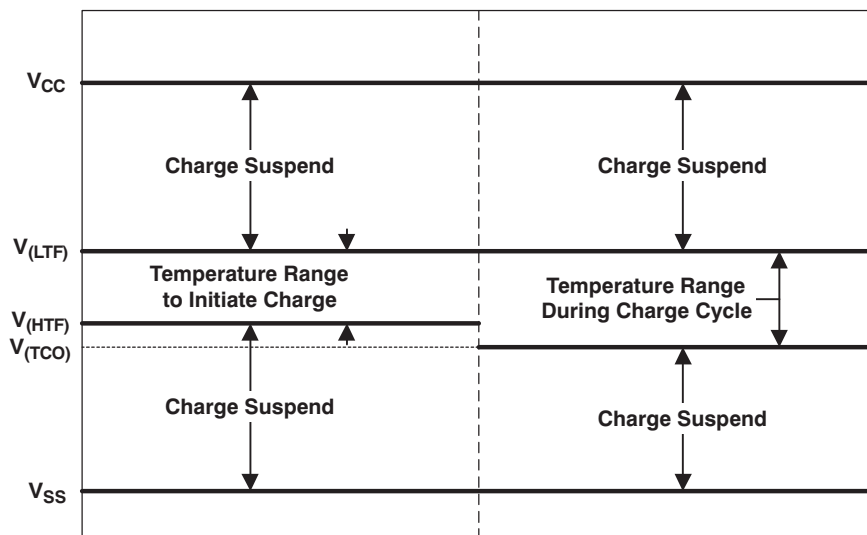 V(CC)
Charge Suspend
Charge Suspend
V(LTF)
Temperature Range
to Initiate Charge
Temperature Range
During Charge Cycle
V(HTF)
V(TCO)
Charge Suspend
Charge Suspend
VSS